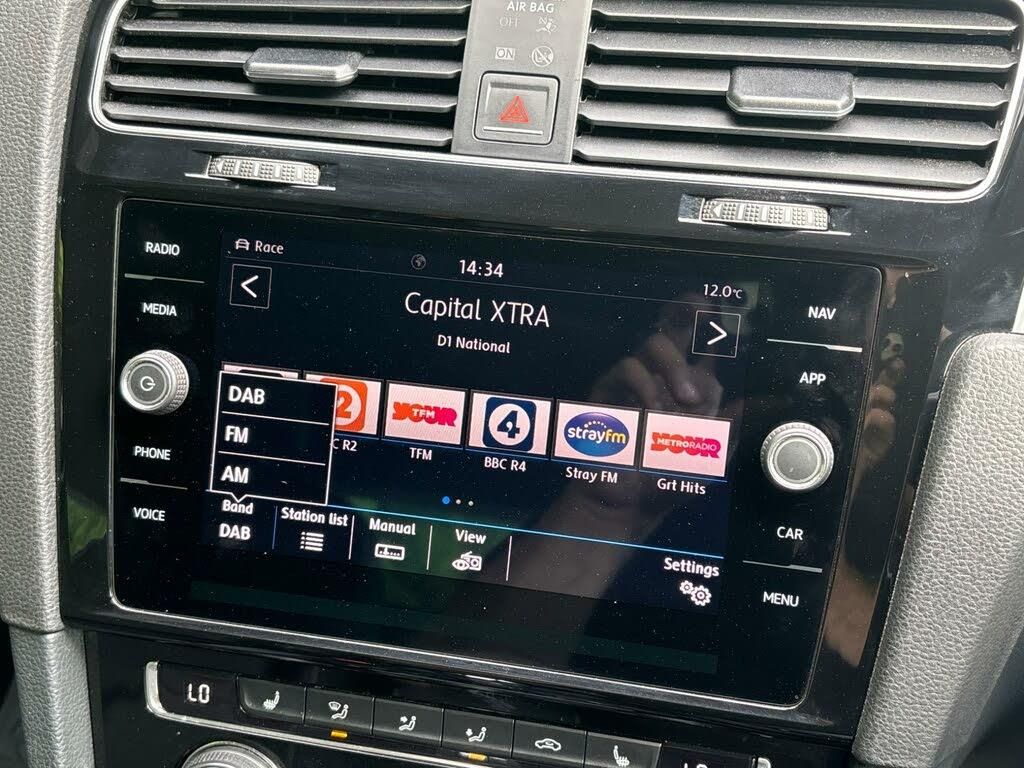 AIR BAG
OFF
ON
RADIO
MEDIA
PHONE
VOICE
NAV
APP
CAR
MENU
Race
14:34
12.0°C
<
Capital XTRA
>
D1 National
DAB
FM
AM
2
C R2
YOUR
TFM
TFM
4
BBC R4
strayfm
Stray FM
YOUR
METRORADIO
Grt Hits
Band
DAB
Station list
Manual
View
Settings
LO
LO